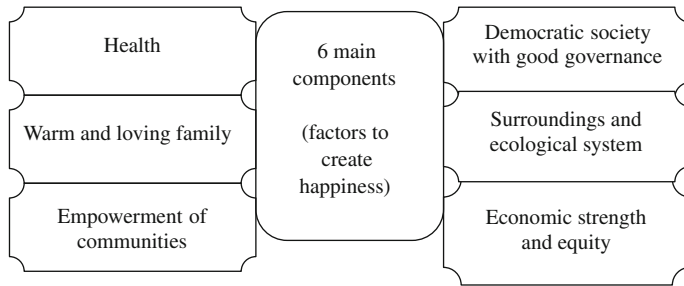 Health
Warm and loving family
Empowerment of
communities
6 main
components
(factors to
create
happiness)
Democratic society
with good governance
Surroundings and
ecological system
Economic strength
and equity